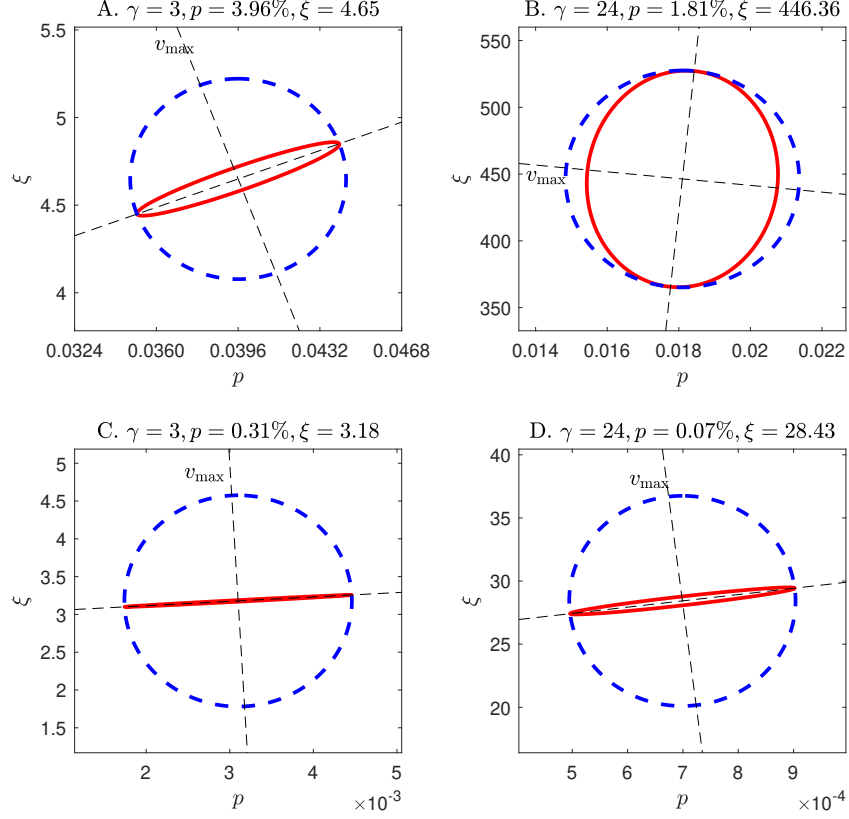 A. γ = 3, p = 3.96%, ξ = 4.65
5.5
5
4.5
4
ξ
v_max
0.0324 0.0360 0.0396 0.0432 0.0468
p
B. γ = 24, p = 1.81%, ξ = 446.36
550
500
450
400
350
ξ
v_max
0.014 0.016 0.018 0.02 0.022
p
C. γ = 3, p = 0.31%, ξ = 3.18
5
4.5
4
3.5
3
2.5
2
1.5
ξ
v_max
2 3 4 5
×10⁻³
p
D. γ = 24, p = 0.07%, ξ = 28.43
40
35
30
25
20
ξ
v_max
5 6 7 8 9
×10⁻⁴
p